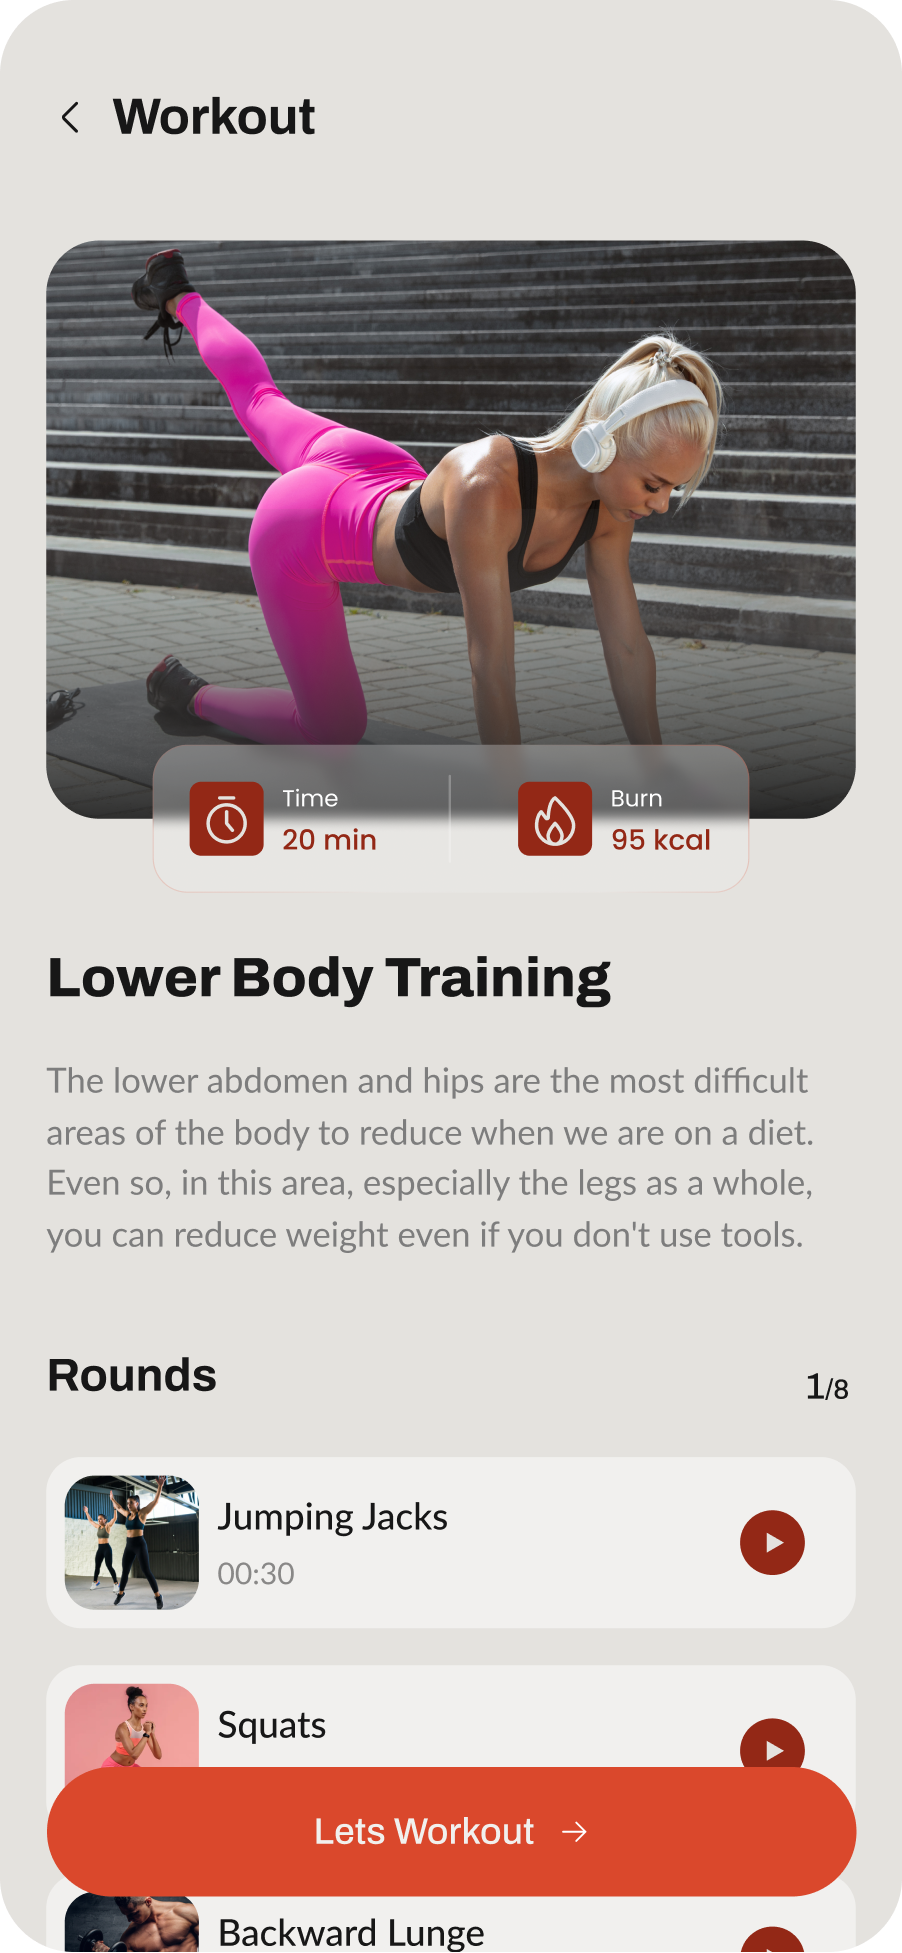 Workout
Time
20 min
Burn
95 kcal
Lower Body Training
The lower abdomen and hips are the most difficult
areas of the body to reduce when we are on a diet.
Even so, in this area, especially the legs as a whole,
you can reduce weight even if you don't use tools.
Rounds
1/8
Jumping Jacks
00:30
Squats
Lets Workout
Backward Lunge